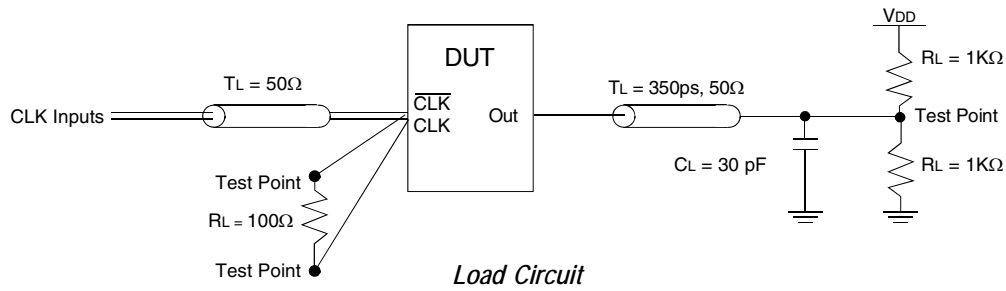 VDD
RL = 1KΩ
DUT
TL = 50Ω
TL = 350ps, 50Ω
CLK Inputs
CLK
CLK
Out
Test Point
CL = 30 pF
RL = 1KΩ
Test Point
RL = 100Ω
Test Point
Load Circuit